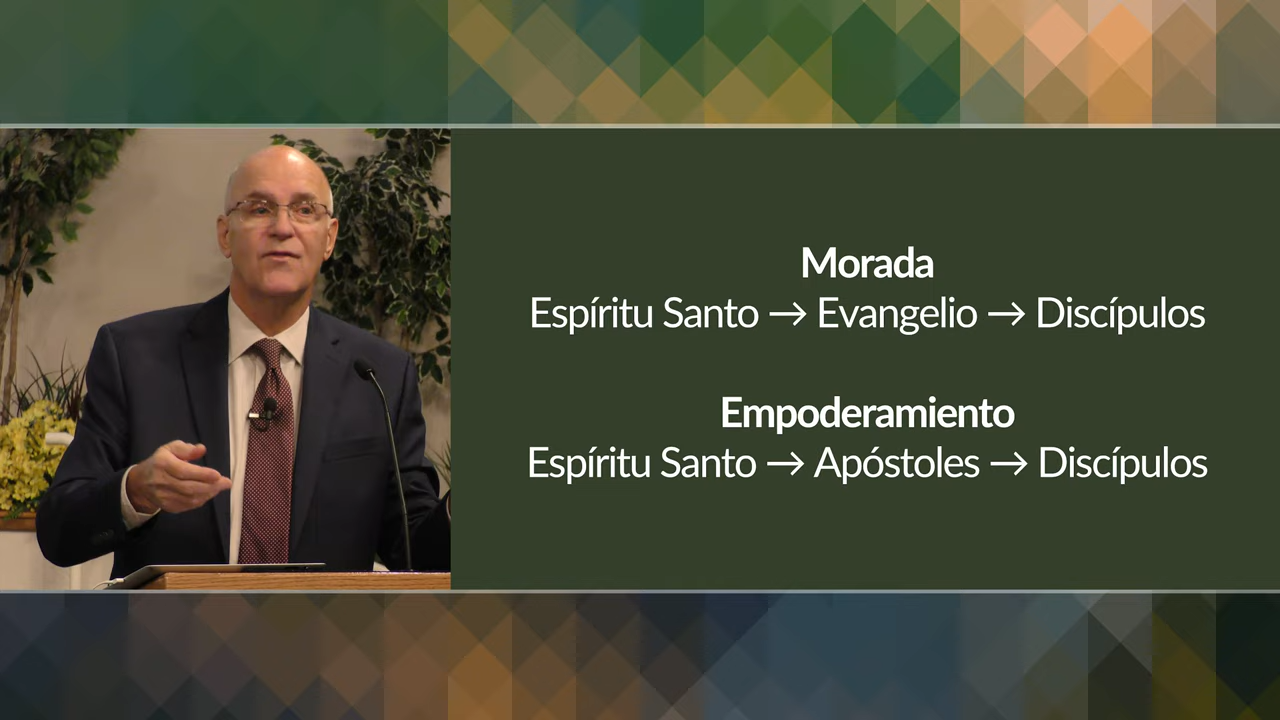 Morada
Espíritu Santo → Evangelio → Discípulos
Empoderamiento
Espíritu Santo → Apóstoles → Discípulos